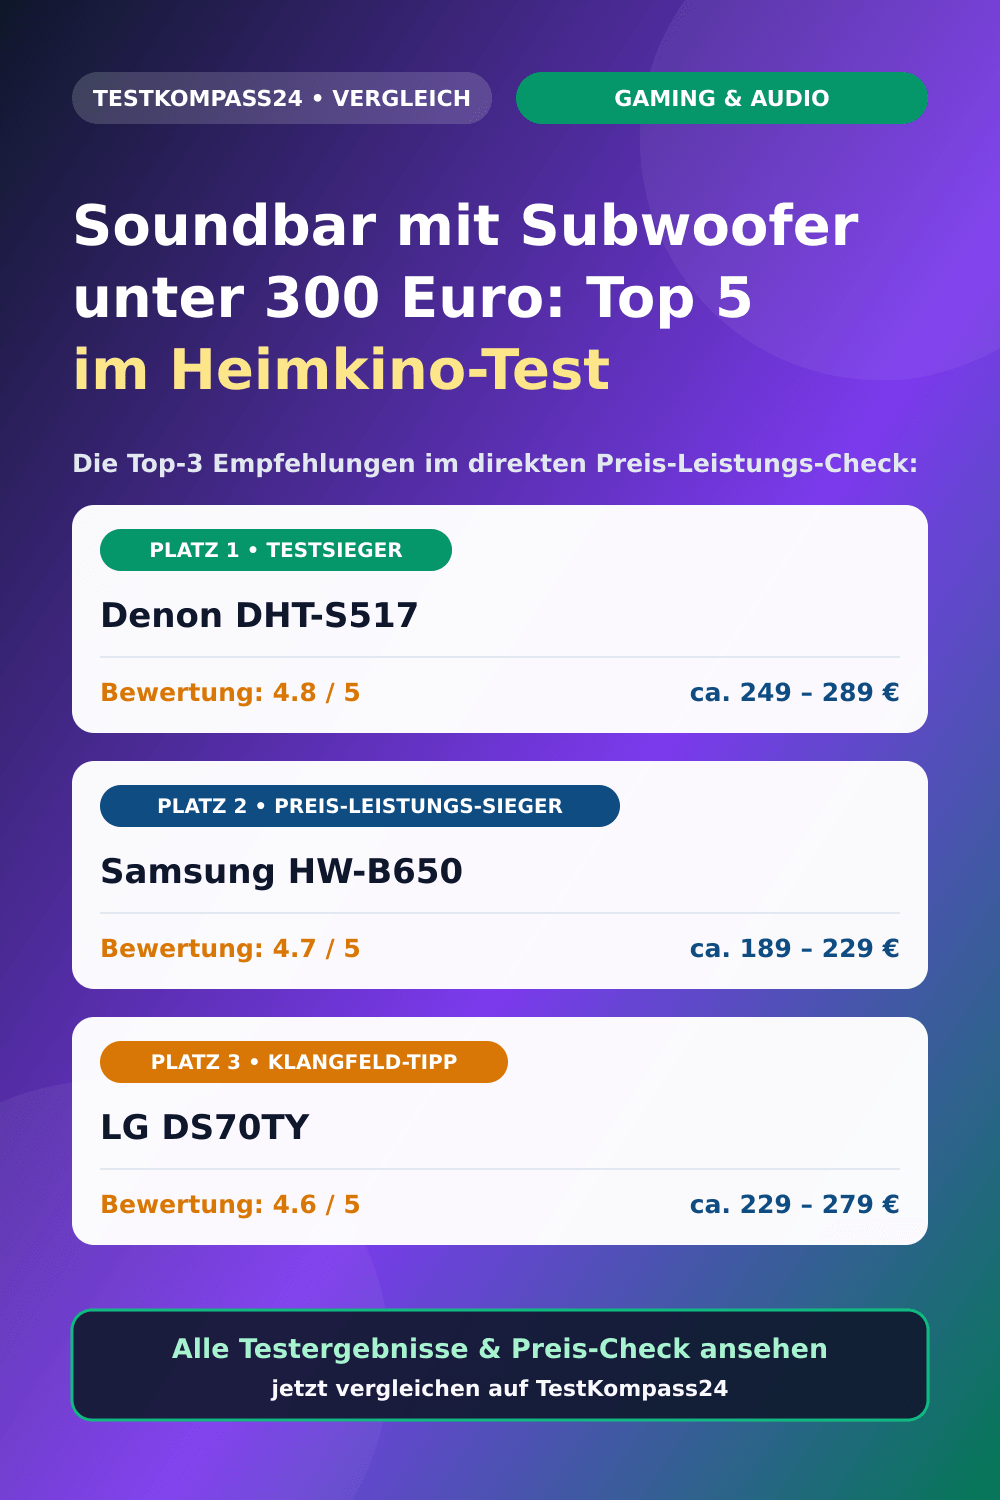 TESTKOMPASS24 • VERGLEICH
GAMING & AUDIO
Soundbar mit Subwoofer
unter 300 Euro: Top 5
im Heimkino-Test
Die Top-3 Empfehlungen im direkten Preis-Leistungs-Check:
PLATZ 1 • TESTSIEGER
Denon DHT-S517
Bewertung: 4.8 / 5
ca. 249 – 289 €
PLATZ 2 • PREIS-LEISTUNGS-SIEGER
Samsung HW-B650
Bewertung: 4.7 / 5
ca. 189 – 229 €
PLATZ 3 • KLANGFELD-TIPP
LG DS70TY
Bewertung: 4.6 / 5
ca. 229 – 279 €
Alle Testergebnisse & Preis-Check ansehen
jetzt vergleichen auf TestKompass24